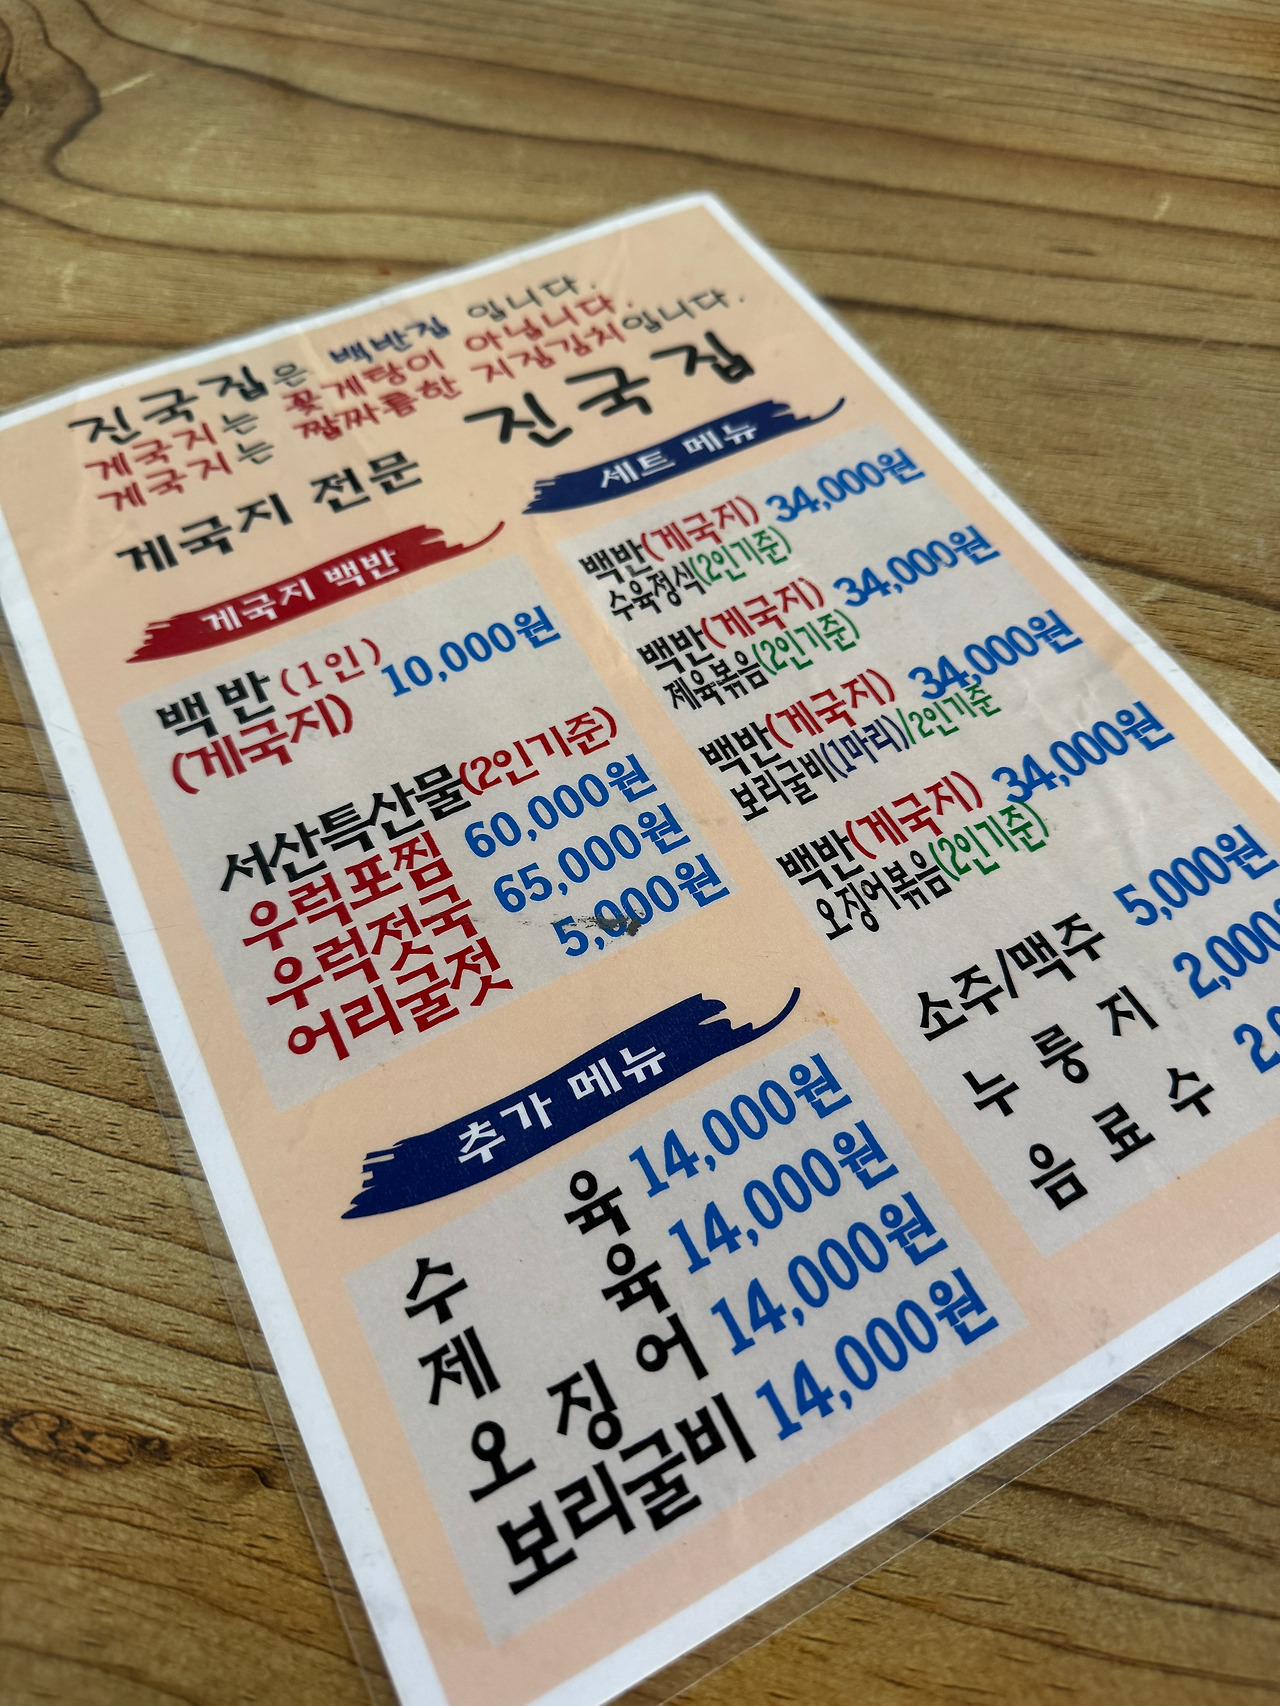 진국집은 백반집 입니다.
게국지는 꽃게탕이 아닙니다.
게국지는 짭짜름한 지짐김치입니다.
게국지 전문 진국집
게국지 백반
백반(1인) 10,000원
(게국지)
서산특산물(2인기준)
우럭포찜 60,000원
우럭젓국 65,000원
어리굴젓 5,000원
추가 메뉴
수 육 14,000원
제 육 14,000원
오 징 어 14,000원
보리굴비 14,000원
세트 메뉴
백반(게국지) 34,000원
수육정식(2인기준)
백반(게국지) 34,000원
제육볶음(2인기준)
백반(게국지) 34,000원
보리굴비(1마리)/2인기준
백반(게국지) 34,000원
오징어볶음(2인기준)
소주/맥주 5,000원
누 룽 지 2,000
음 료 수